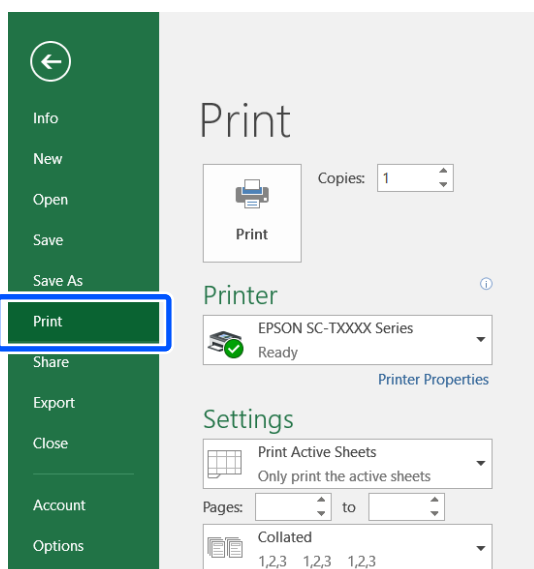 Info
New
Open
Save
Save As
Print
Share
Export
Close
Account
Options
Print
Copies: 1
Print
Printer
EPSON SC-TXXXX Series
Ready
Printer Properties
Settings
Print Active Sheets
Only print the active sheets
Pages: to
Collated
1,2,3 1,2,3 1,2,3